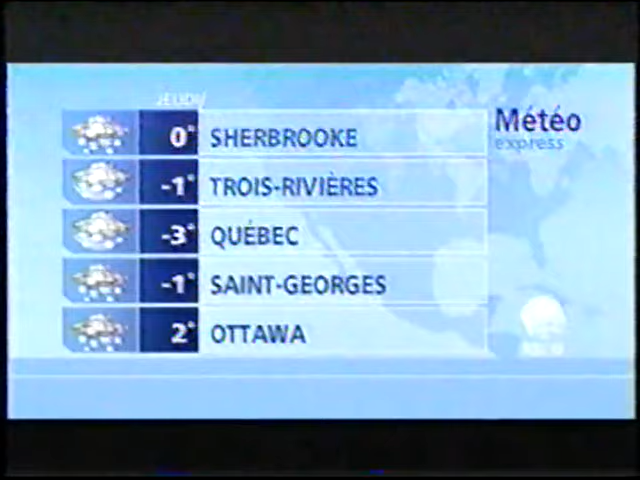 JEUDI
0° SHERBROOKE
-1° TROIS-RIVIÈRES
-3° QUÉBEC
-1° SAINT-GEORGES
2° OTTAWA
Météo
express